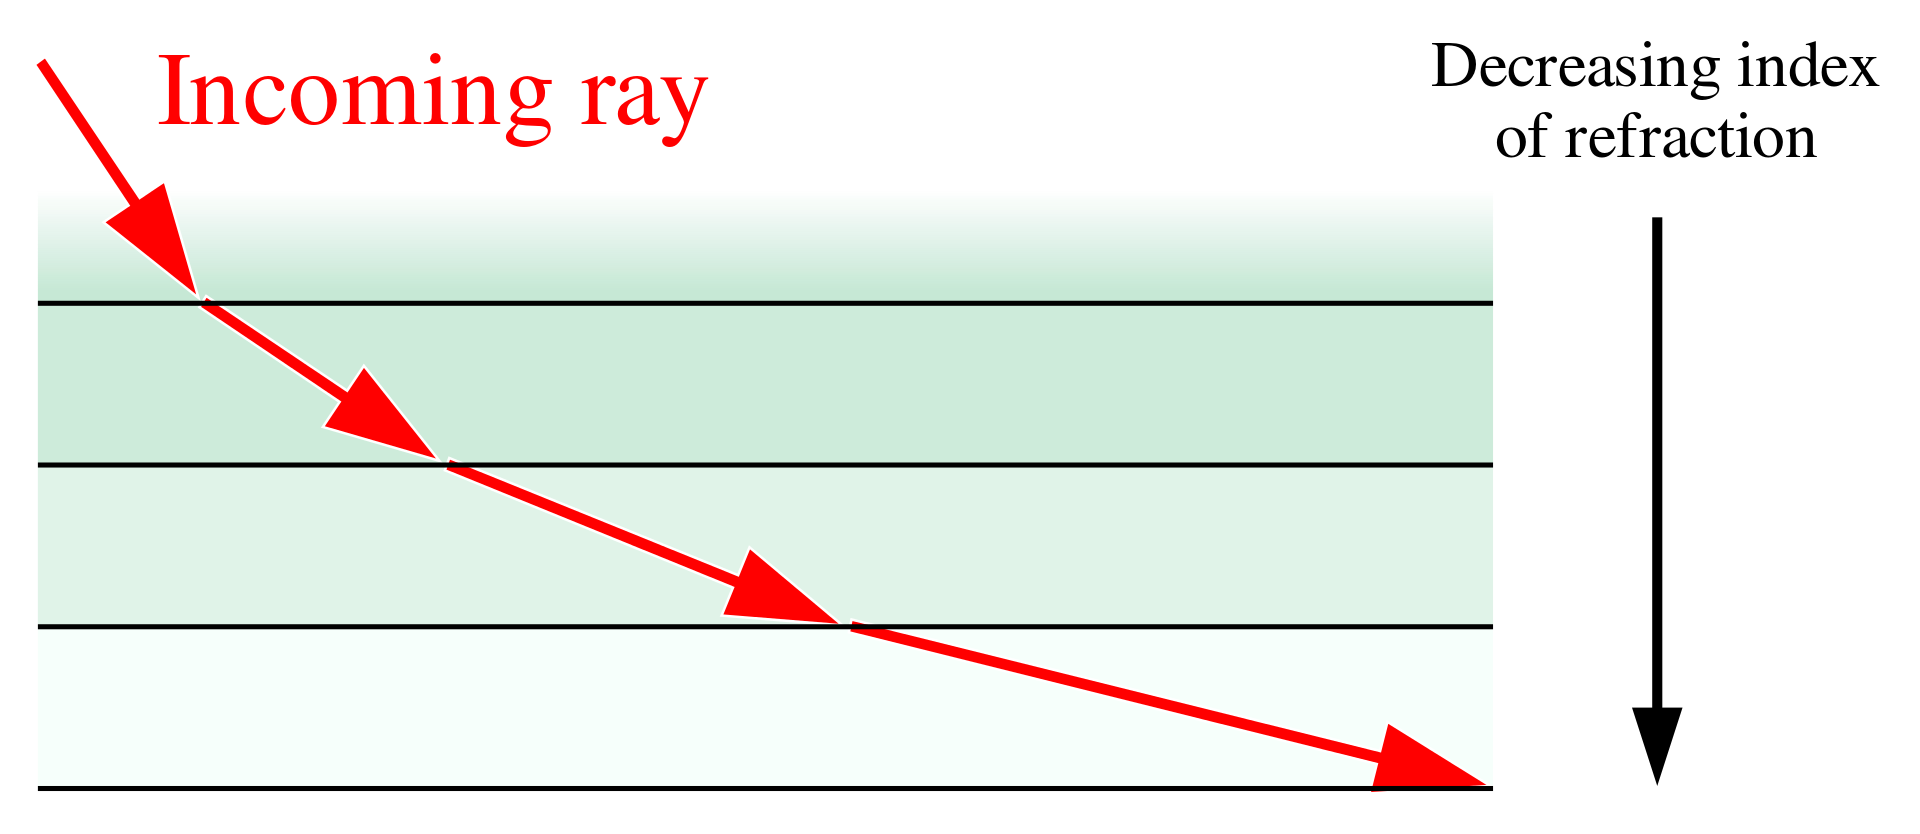 Incoming ray
Decreasing index
of refraction